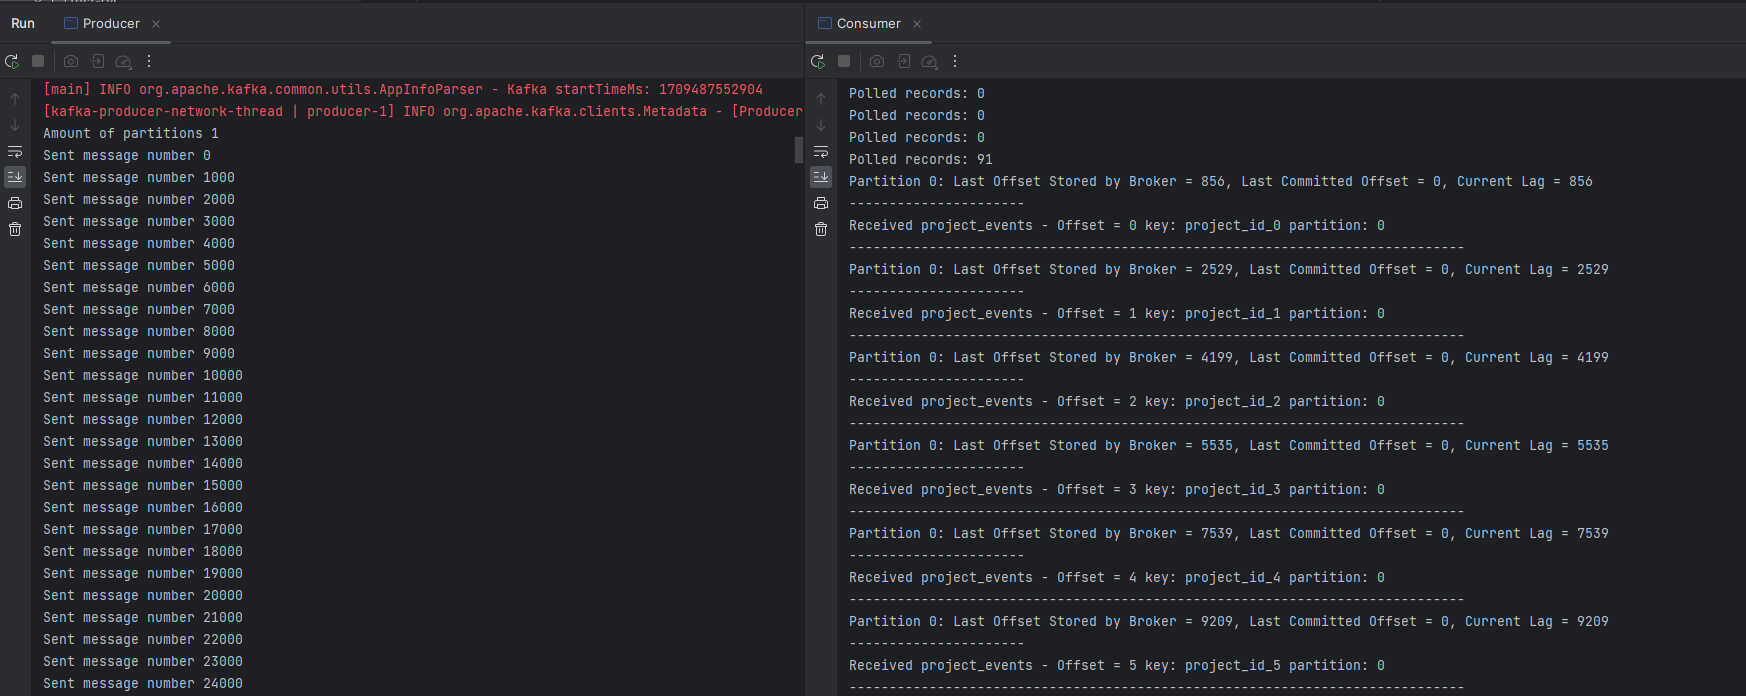 Run
Producer
[main] INFO org.apache.kafka.common.utils.AppInfoParser - Kafka startTimeMs: 1709487552904
[kafka-producer-network-thread | producer-1] INFO org.apache.kafka.clients.Metadata - [Producer
Amount of partitions 1
Sent message number 0
Sent message number 1000
Sent message number 2000
Sent message number 3000
Sent message number 4000
Sent message number 5000
Sent message number 6000
Sent message number 7000
Sent message number 8000
Sent message number 9000
Sent message number 10000
Sent message number 11000
Sent message number 12000
Sent message number 13000
Sent message number 14000
Sent message number 15000
Sent message number 16000
Sent message number 17000
Sent message number 18000
Sent message number 19000
Sent message number 20000
Sent message number 21000
Sent message number 22000
Sent message number 23000
Sent message number 24000
Consumer
Polled records: 0
Polled records: 0
Polled records: 0
Polled records: 91
Partition 0: Last Offset Stored by Broker = 856, Last Committed Offset = 0, Current Lag = 856
----------------------
Received project_events - Offset = 0 key: project_id_0 partition: 0
-----------------------------------------------------------------------------
Partition 0: Last Offset Stored by Broker = 2529, Last Committed Offset = 0, Current Lag = 2529
----------------------
Received project_events - Offset = 1 key: project_id_1 partition: 0
-----------------------------------------------------------------------------
Partition 0: Last Offset Stored by Broker = 4199, Last Committed Offset = 0, Current Lag = 4199
----------------------
Received project_events - Offset = 2 key: project_id_2 partition: 0
-----------------------------------------------------------------------------
Partition 0: Last Offset Stored by Broker = 5535, Last Committed Offset = 0, Current Lag = 5535
----------------------
Received project_events - Offset = 3 key: project_id_3 partition: 0
-----------------------------------------------------------------------------
Partition 0: Last Offset Stored by Broker = 7539, Last Committed Offset = 0, Current Lag = 7539
----------------------
Received project_events - Offset = 4 key: project_id_4 partition: 0
-----------------------------------------------------------------------------
Partition 0: Last Offset Stored by Broker = 9209, Last Committed Offset = 0, Current Lag = 9209
----------------------
Received project_events - Offset = 5 key: project_id_5 partition: 0
-----------------------------------------------------------------------------